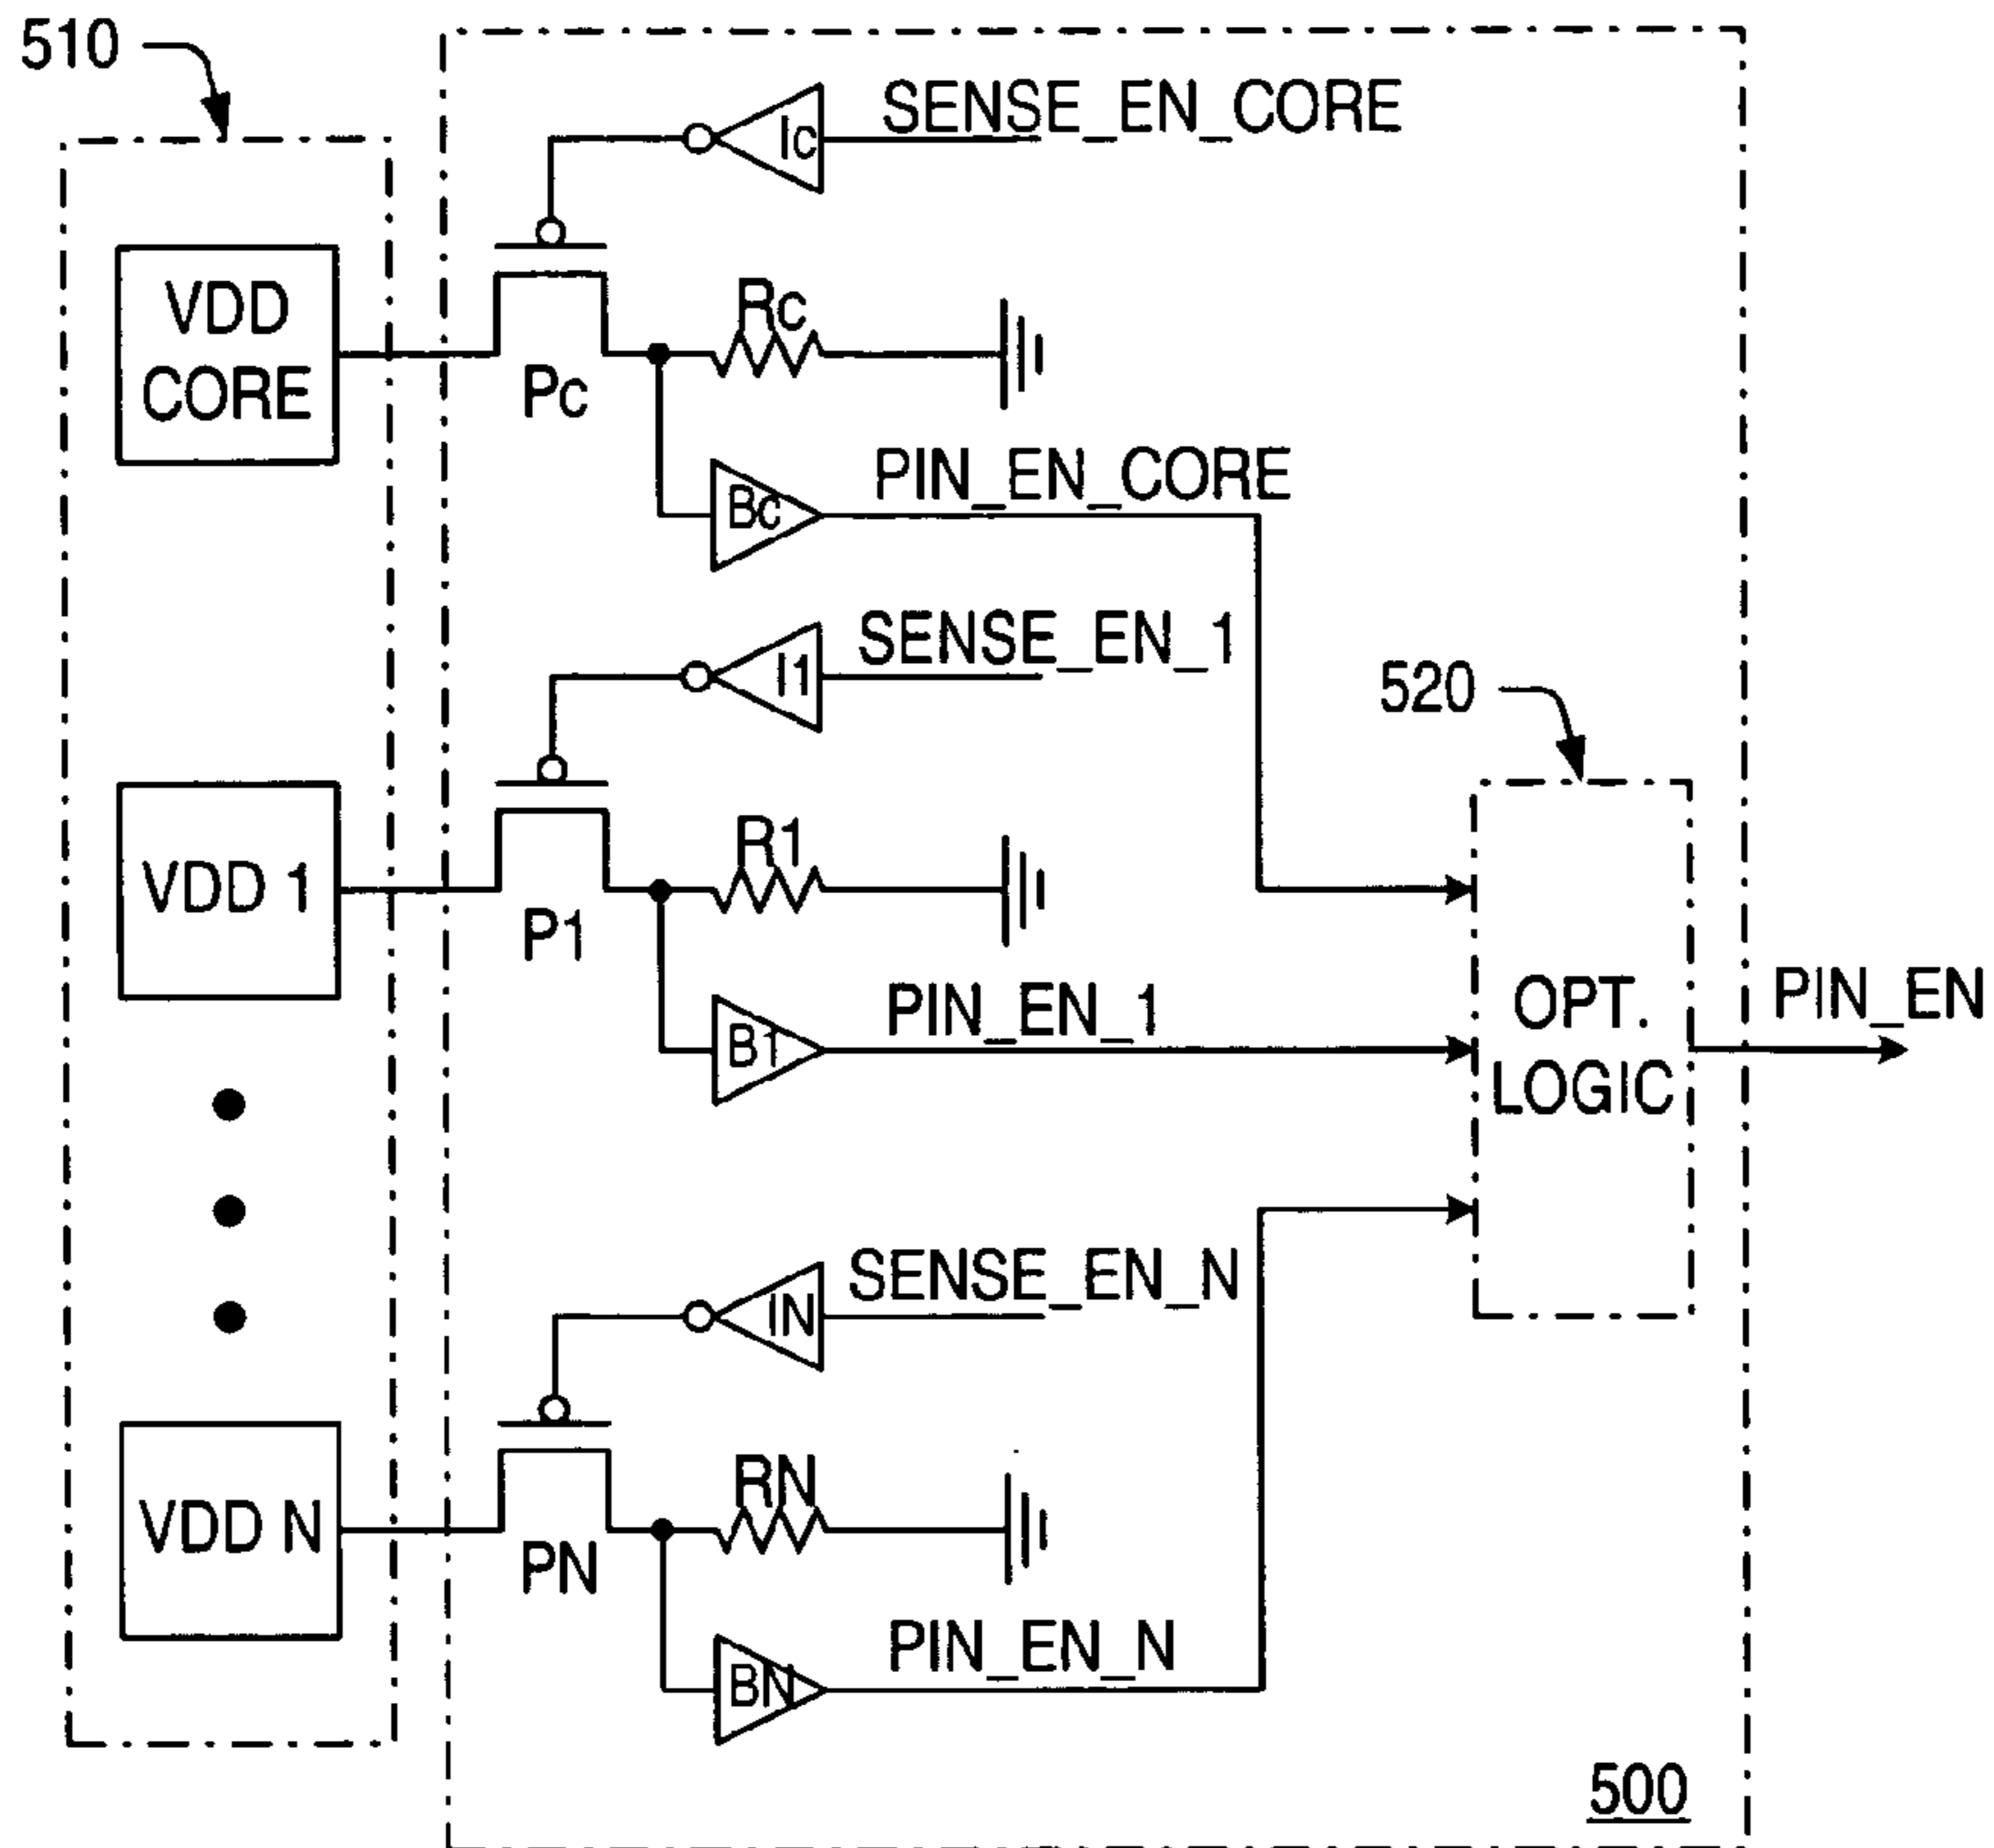 510
SENSE_EN_CORE
IC
VDD
CORE
RC
PC
PIN_EN_CORE
BC
SENSE_EN_1
I1
520
VDD 1
R1
P1
PIN_EN_1
B1
OPT.
LOGIC
PIN_EN
SENSE_EN_N
IN
VDD N
RN
PN
PIN_EN_N
BN
500